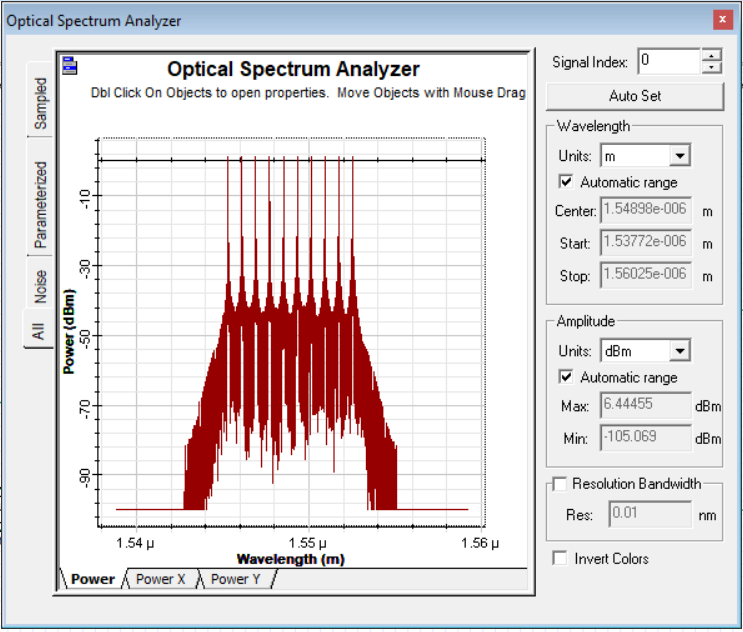 Optical Spectrum Analyzer
x
Sampled
Parameterized
Noise
All
Optical Spectrum Analyzer
Dbl Click On Objects to open properties. Move Objects with Mouse Drag
Power (dBm)
-10
-30
-50
-70
-90
1.54 µ
1.55 µ
1.56 µ
Wavelength (m)
Power
Power X
Power Y
Signal Index: 0
Auto Set
Wavelength
Units: m
Automatic range
Center: 1.54898e-006 m
Start: 1.53772e-006 m
Stop: 1.56025e-006 m
Amplitude
Units: dBm
Automatic range
Max: 6.44455 dBm
Min: -105.069 dBm
Resolution Bandwidth
Res: 0.01 nm
Invert Colors